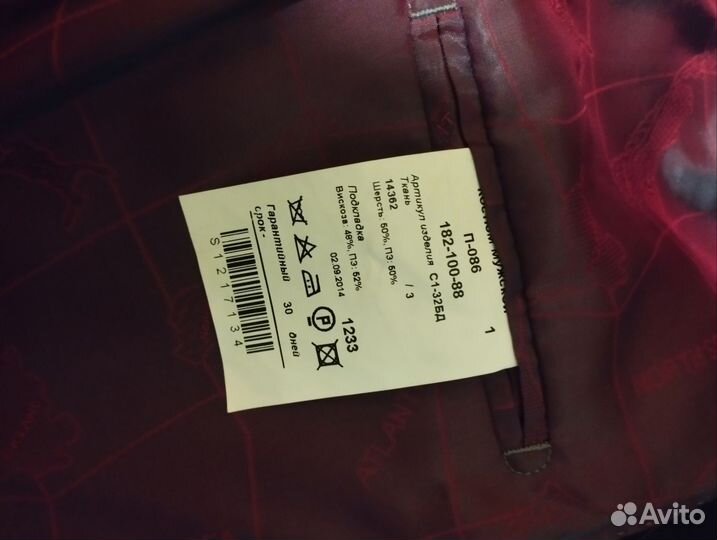 Костюм мужской
П-086 1
182-100-88
Артикул изделия С1-32БД
Ткань
14362 / 3
Шерсть: 50%, ПЭ: 50%
Подкладка
Вискоза: 48%, ПЭ: 52%
02.09.2014 1233
P
Гарантийный 30 дней
срок -
S1217134
ATLAN
Avito